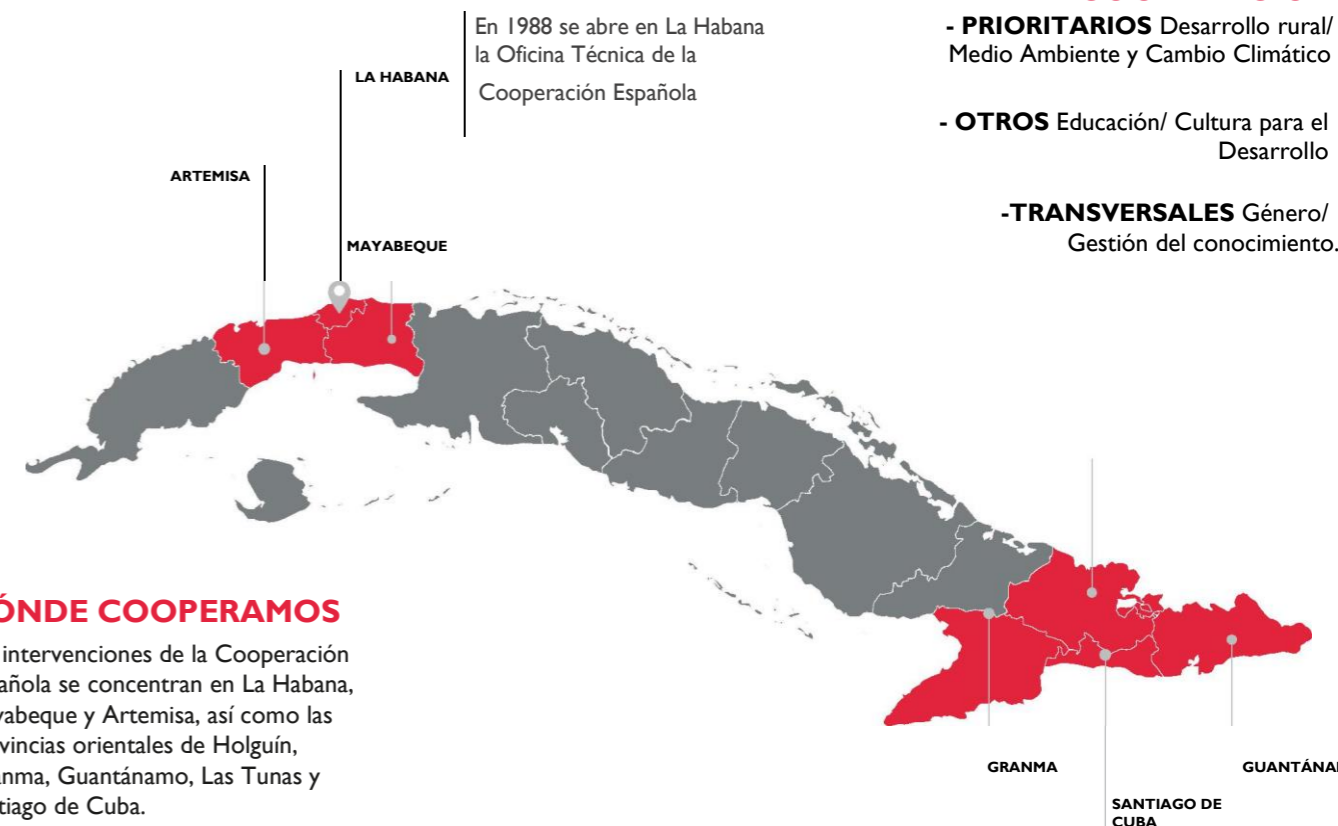 En 1988 se abre en La Habana
la Oficina Técnica de la
Cooperación Española
LA HABANA
ARTEMISA
MAYABEQUE
- PRIORITARIOS Desarrollo rural/
Medio Ambiente y Cambio Climático
- OTROS Educación/ Cultura para el
Desarrollo
-TRANSVERSALES Género/
Gestión del conocimiento.
ÓNDE COOPERAMOS
intervenciones de la Cooperación
añola se concentran en La Habana,
yabeque y Artemisa, así como las
vincias orientales de Holguín,
anma, Guantánamo, Las Tunas y
tiago de Cuba.
GRANMA
GUANTÁNA
SANTIAGO DE
CUBA